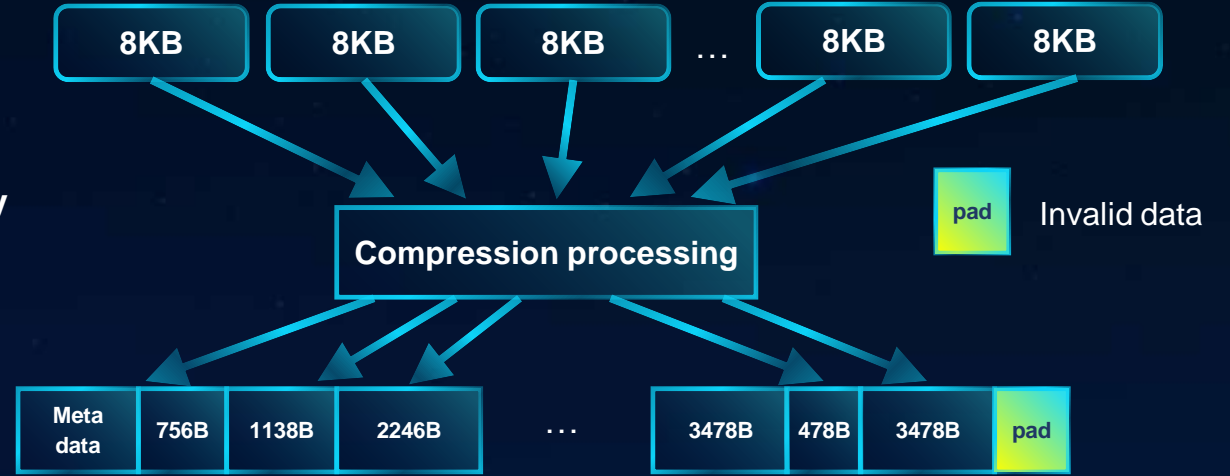 8KB
8KB
8KB
...
8KB
8KB
pad
Invalid data
Compression processing
Meta
data
756B
1138B
2246B
...
3478B
478B
3478B
pad